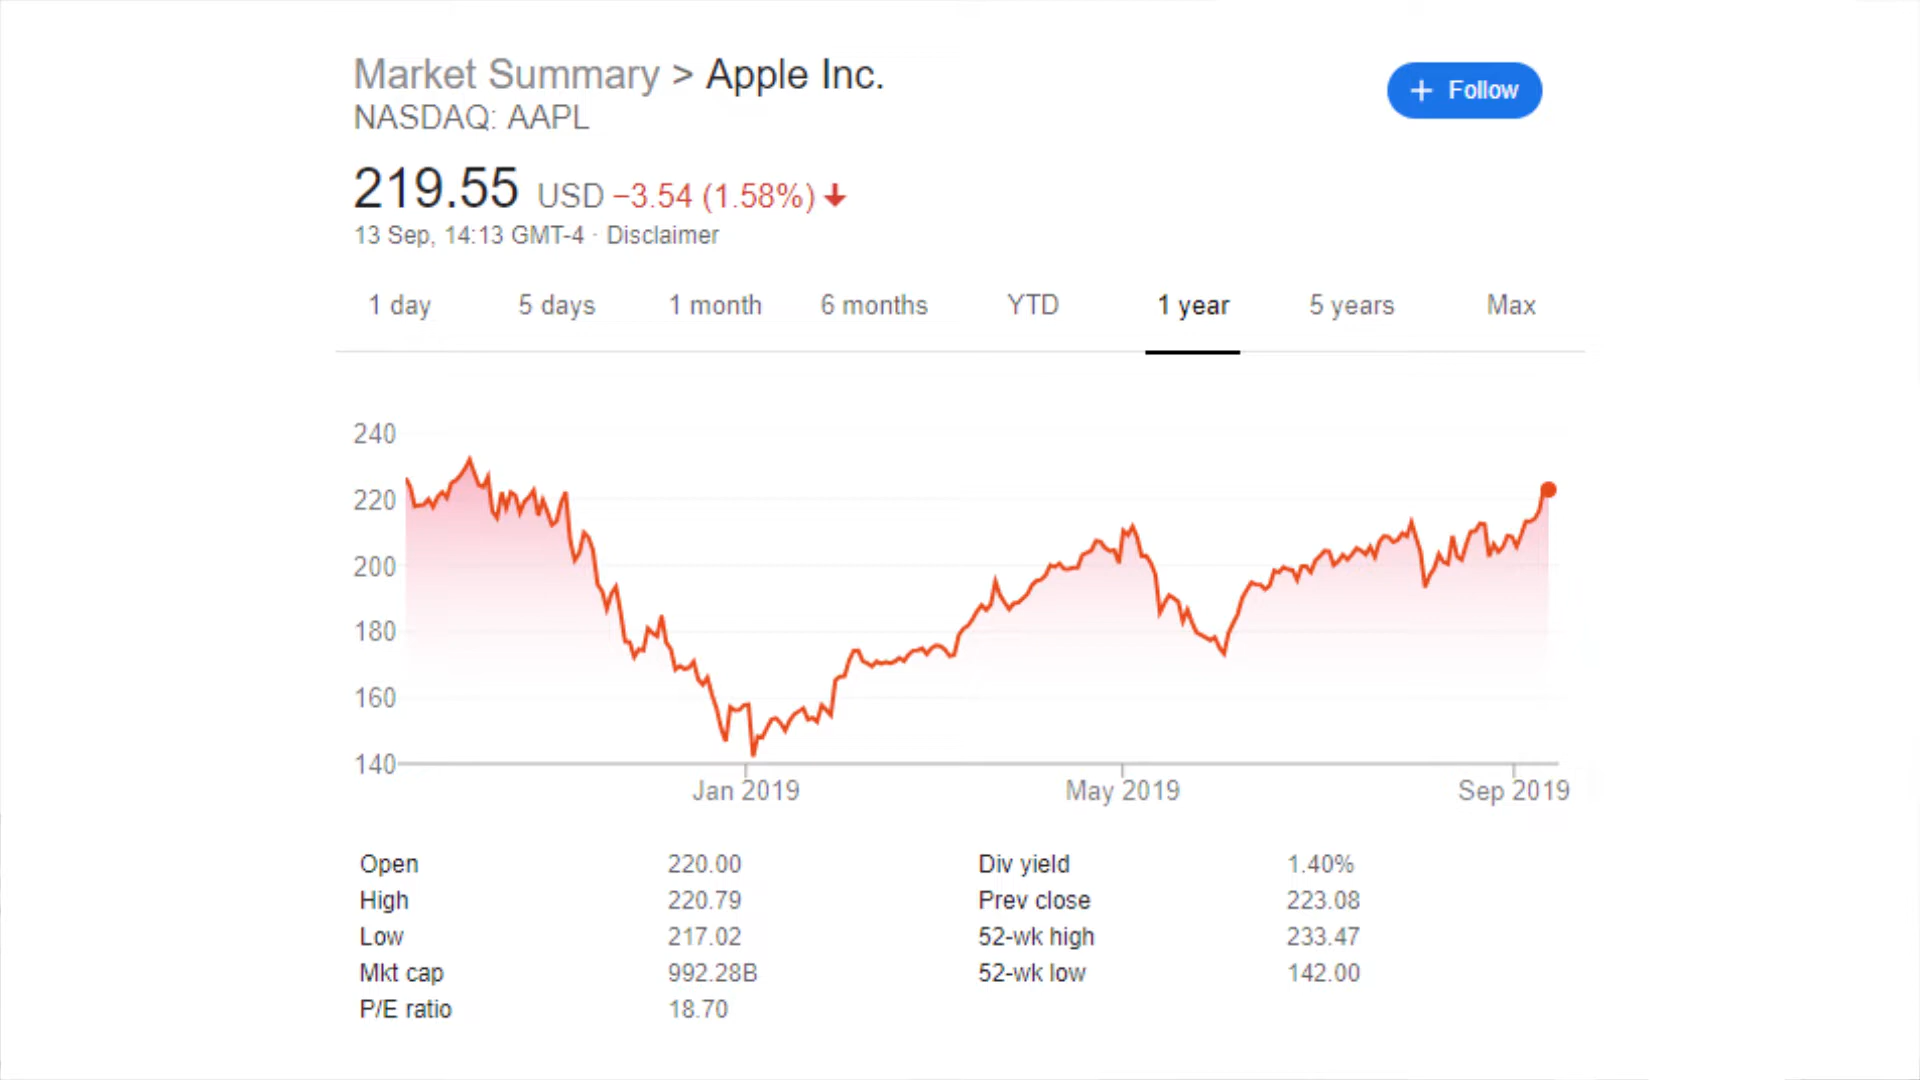 Market Summary > Apple Inc.
+ Follow
NASDAQ: AAPL
219.55 USD −3.54 (1.58%)
13 Sep, 14:13 GMT-4 · Disclaimer
1 day 5 days 1 month 6 months YTD 1 year 5 years Max
240
220
200
180
160
140
Jan 2019 May 2019 Sep 2019
Open 220.00 Div yield 1.40%
High 220.79 Prev close 223.08
Low 217.02 52-wk high 233.47
Mkt cap 992.28B 52-wk low 142.00
P/E ratio 18.70